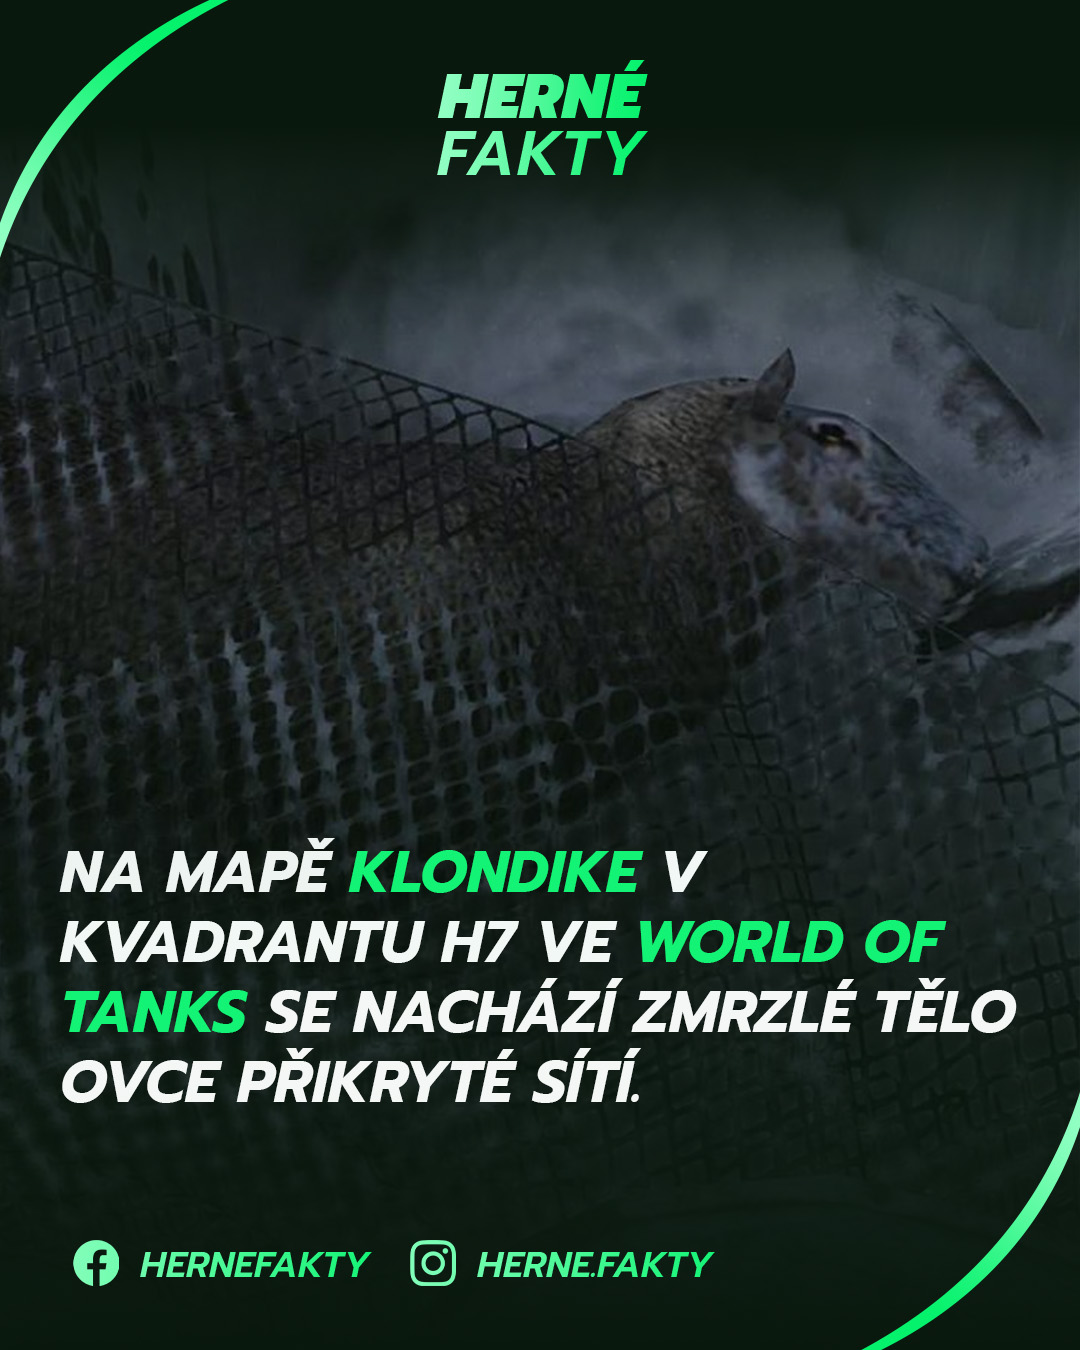 HERNÉ
FAKTY
NA MAPĚ KLONDIKE V
KVADRANTU H7 VE WORLD OF
TANKS SE NACHÁZÍ ZMRZLÉ TĚLO
OVCE PŘIKRYTÉ SÍTÍ.
HERNEFAKTY HERNE.FAKTY